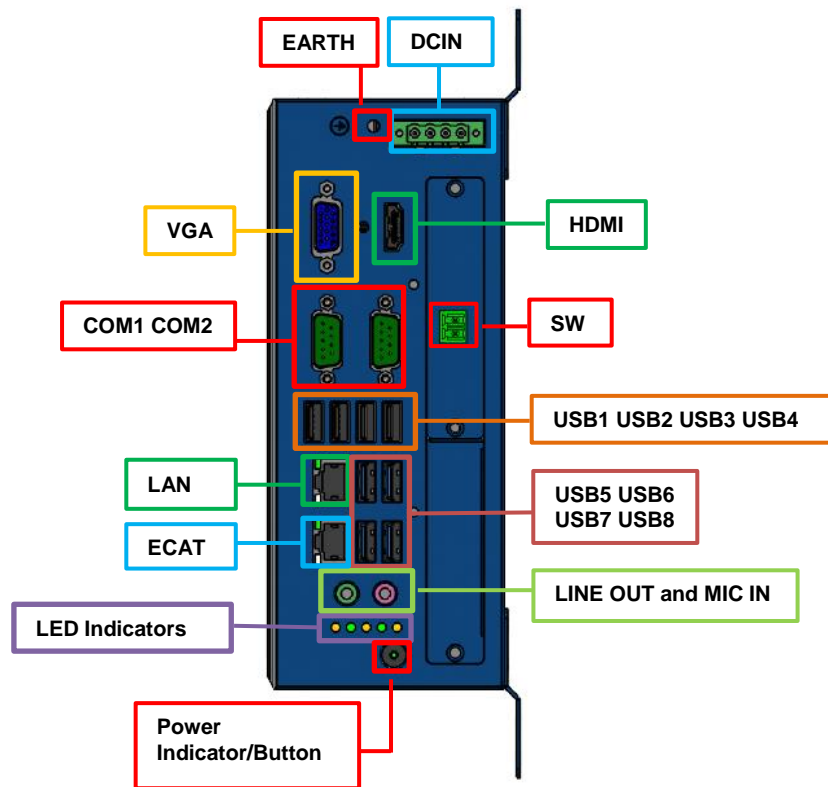 EARTH
DCIN
VGA
HDMI
COM1 COM2
SW
USB1 USB2 USB3 USB4
LAN
USB5 USB6
USB7 USB8
ECAT
LINE OUT and MIC IN
LED Indicators
Power
Indicator/Button